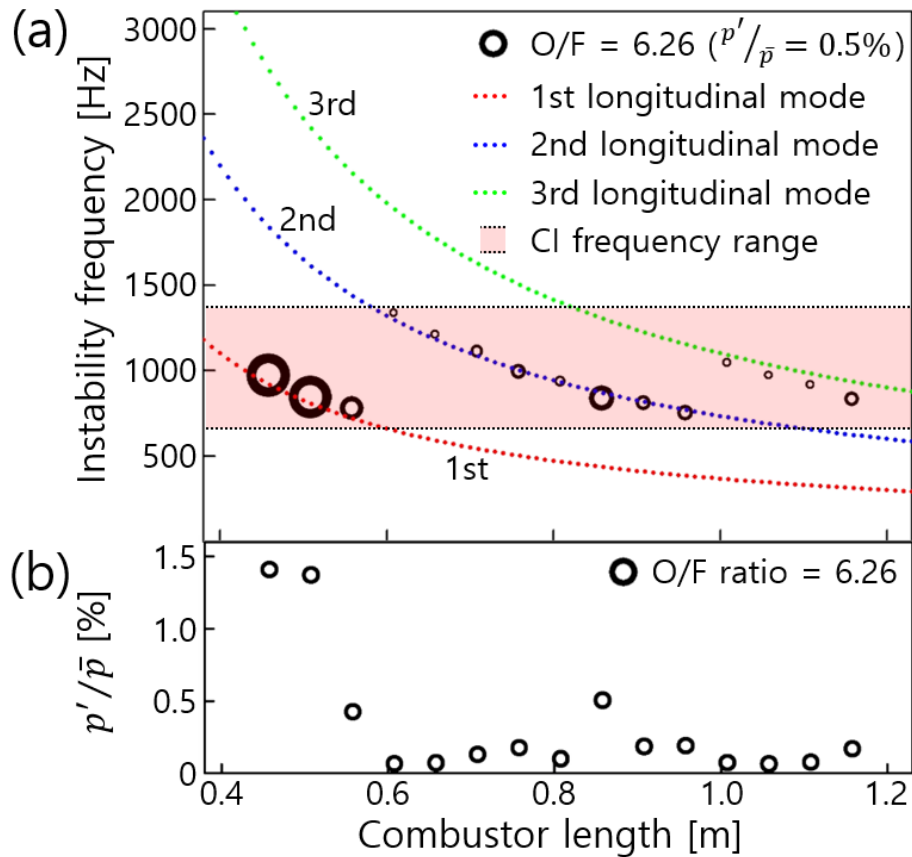 (a)
Instability frequency [Hz]
3000
2500
2000
1500
1000
500
O/F = 6.26 (p′/p̄ = 0.5%)
1st longitudinal mode
2nd longitudinal mode
3rd longitudinal mode
CI frequency range
3rd
2nd
1st
(b)
p′/p̄ [%]
1.5
1.0
0.5
0
O/F ratio = 6.26
0.4 0.6 0.8 1.0 1.2
Combustor length [m]